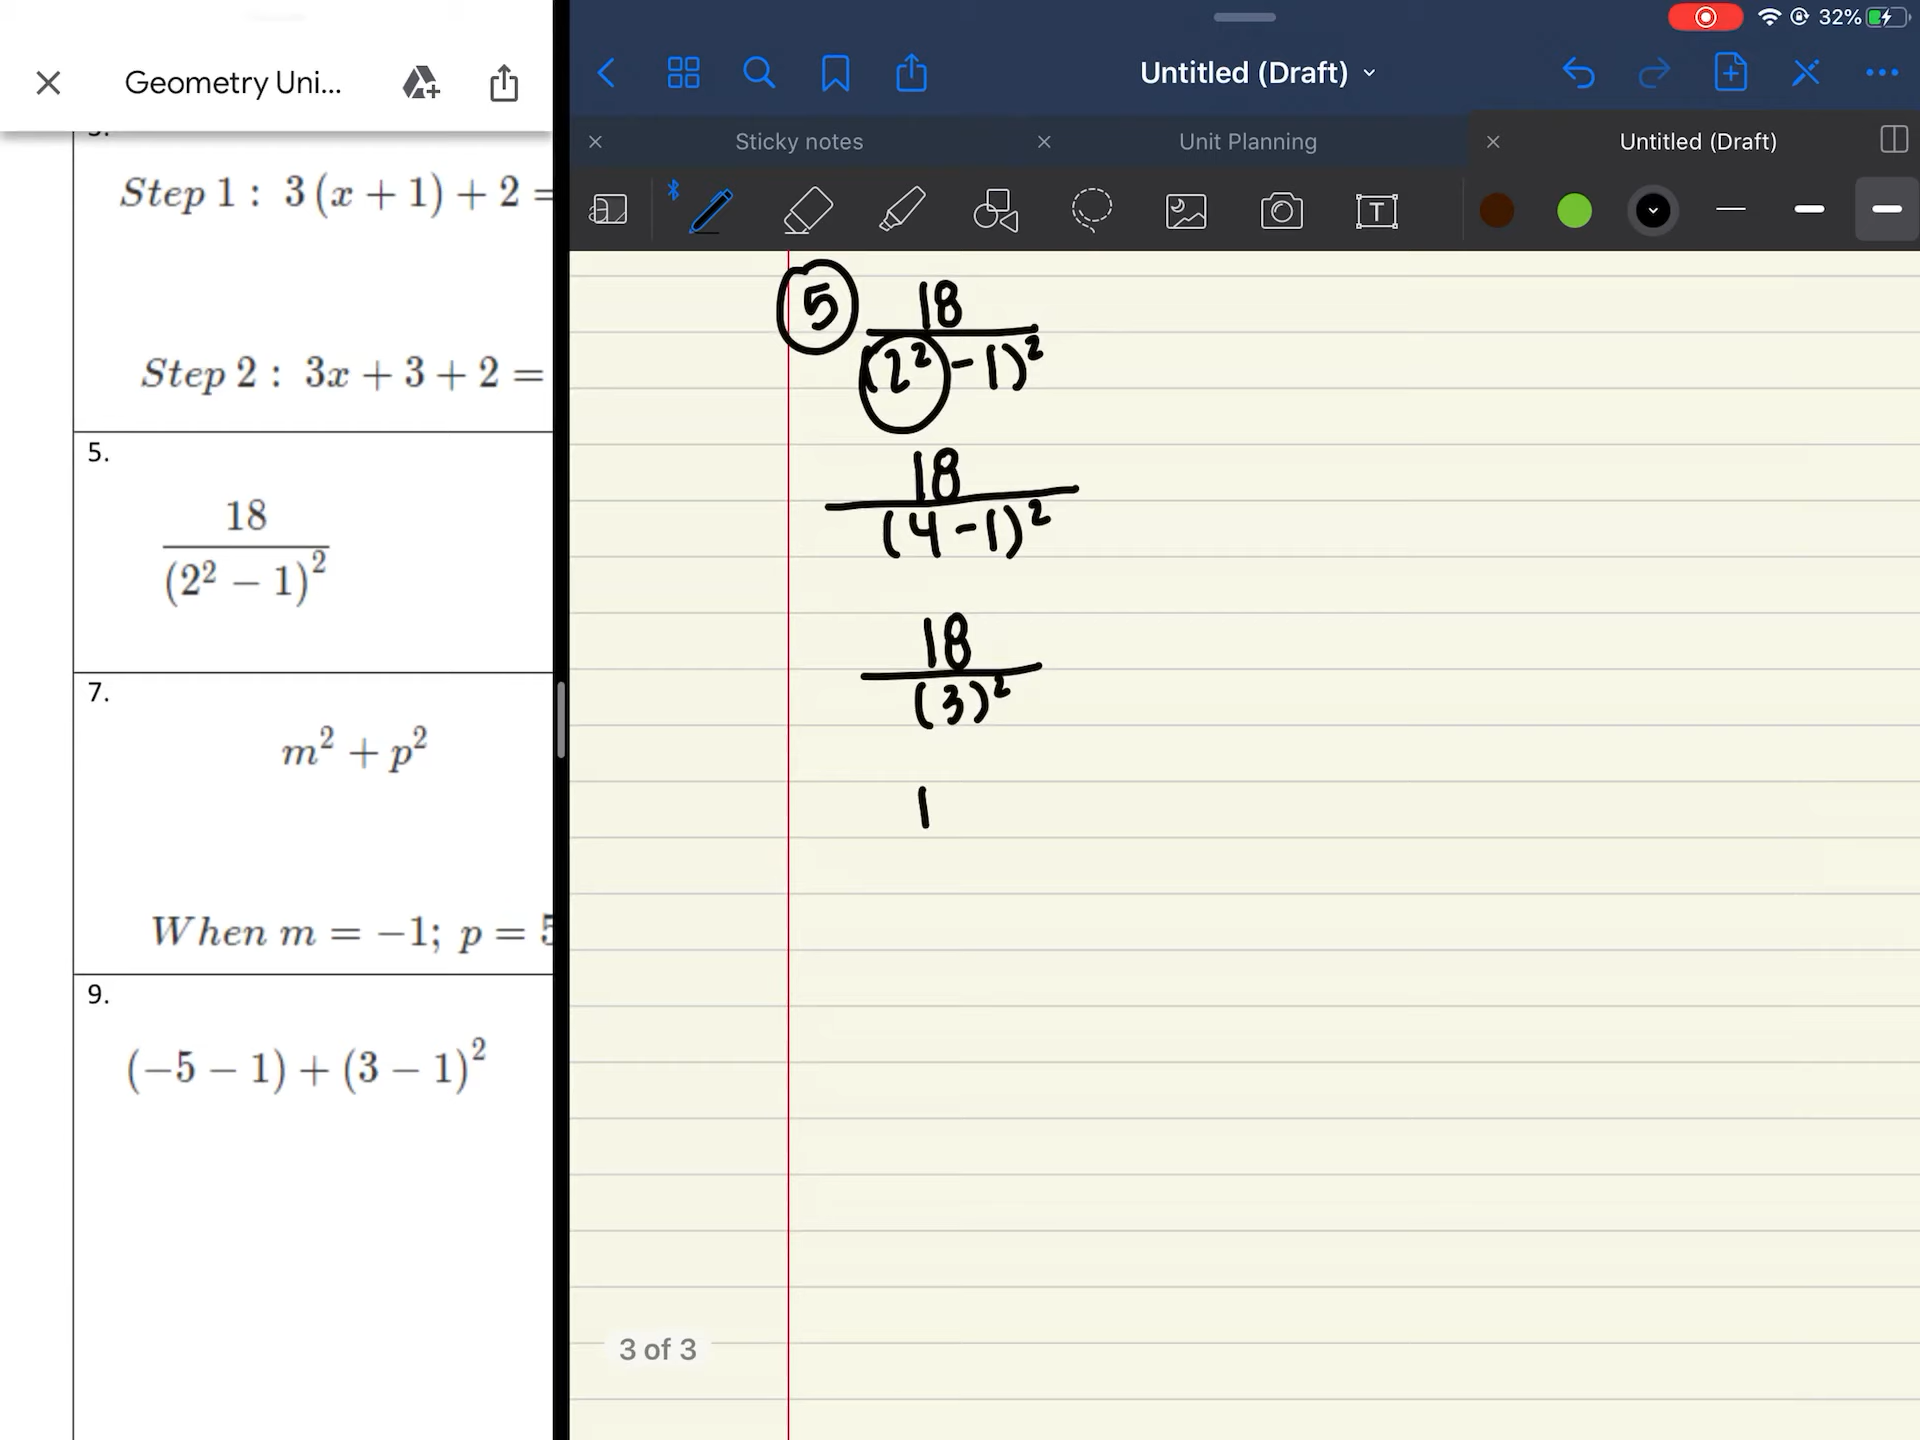 32%
Geometry Uni...
Untitled (Draft)
Sticky notes
Unit Planning
Untitled (Draft)
Step 1 : 3 (x + 1) + 2 =
Step 2 : 3x + 3 + 2 =
5.
18
(2² − 1)²
7.
m² + p²
When m = −1; p = 5
9.
(−5 − 1) + (3 − 1)²
5
18
(2² - 1)²
18
(4 - 1)²
18
(3)²
1
3 of 3